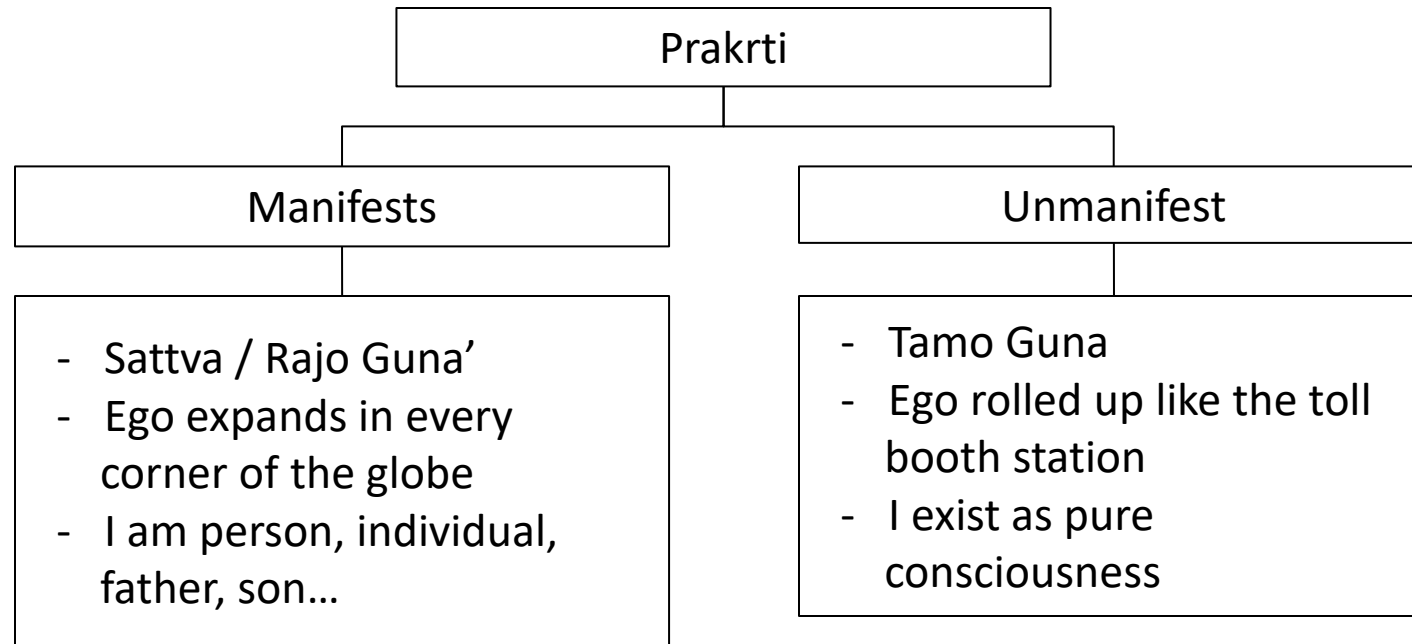 Prakrti
Manifests
Unmanifest
- Sattva / Rajo Guna’
- Ego expands in every
corner of the globe
- I am person, individual,
father, son…
- Tamo Guna
- Ego rolled up like the toll
booth station
- I exist as pure
consciousness